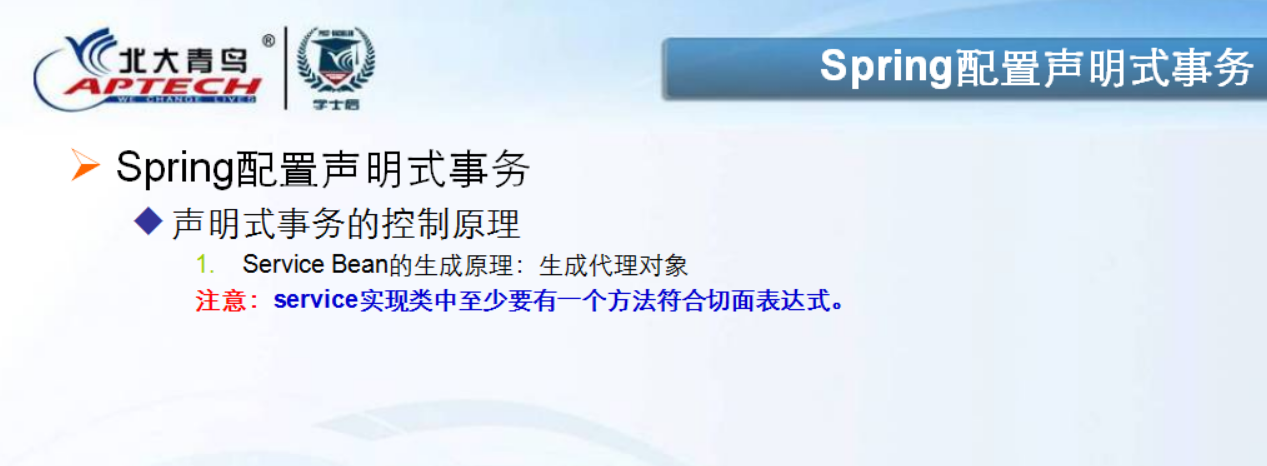 北大青鸟®
APTECH
WE CHANGE LIVES
学士后
Spring配置声明式事务
Spring配置声明式事务
声明式事务的控制原理
1. Service Bean的生成原理：生成代理对象
注意：service实现类中至少要有一个方法符合切面表达式。